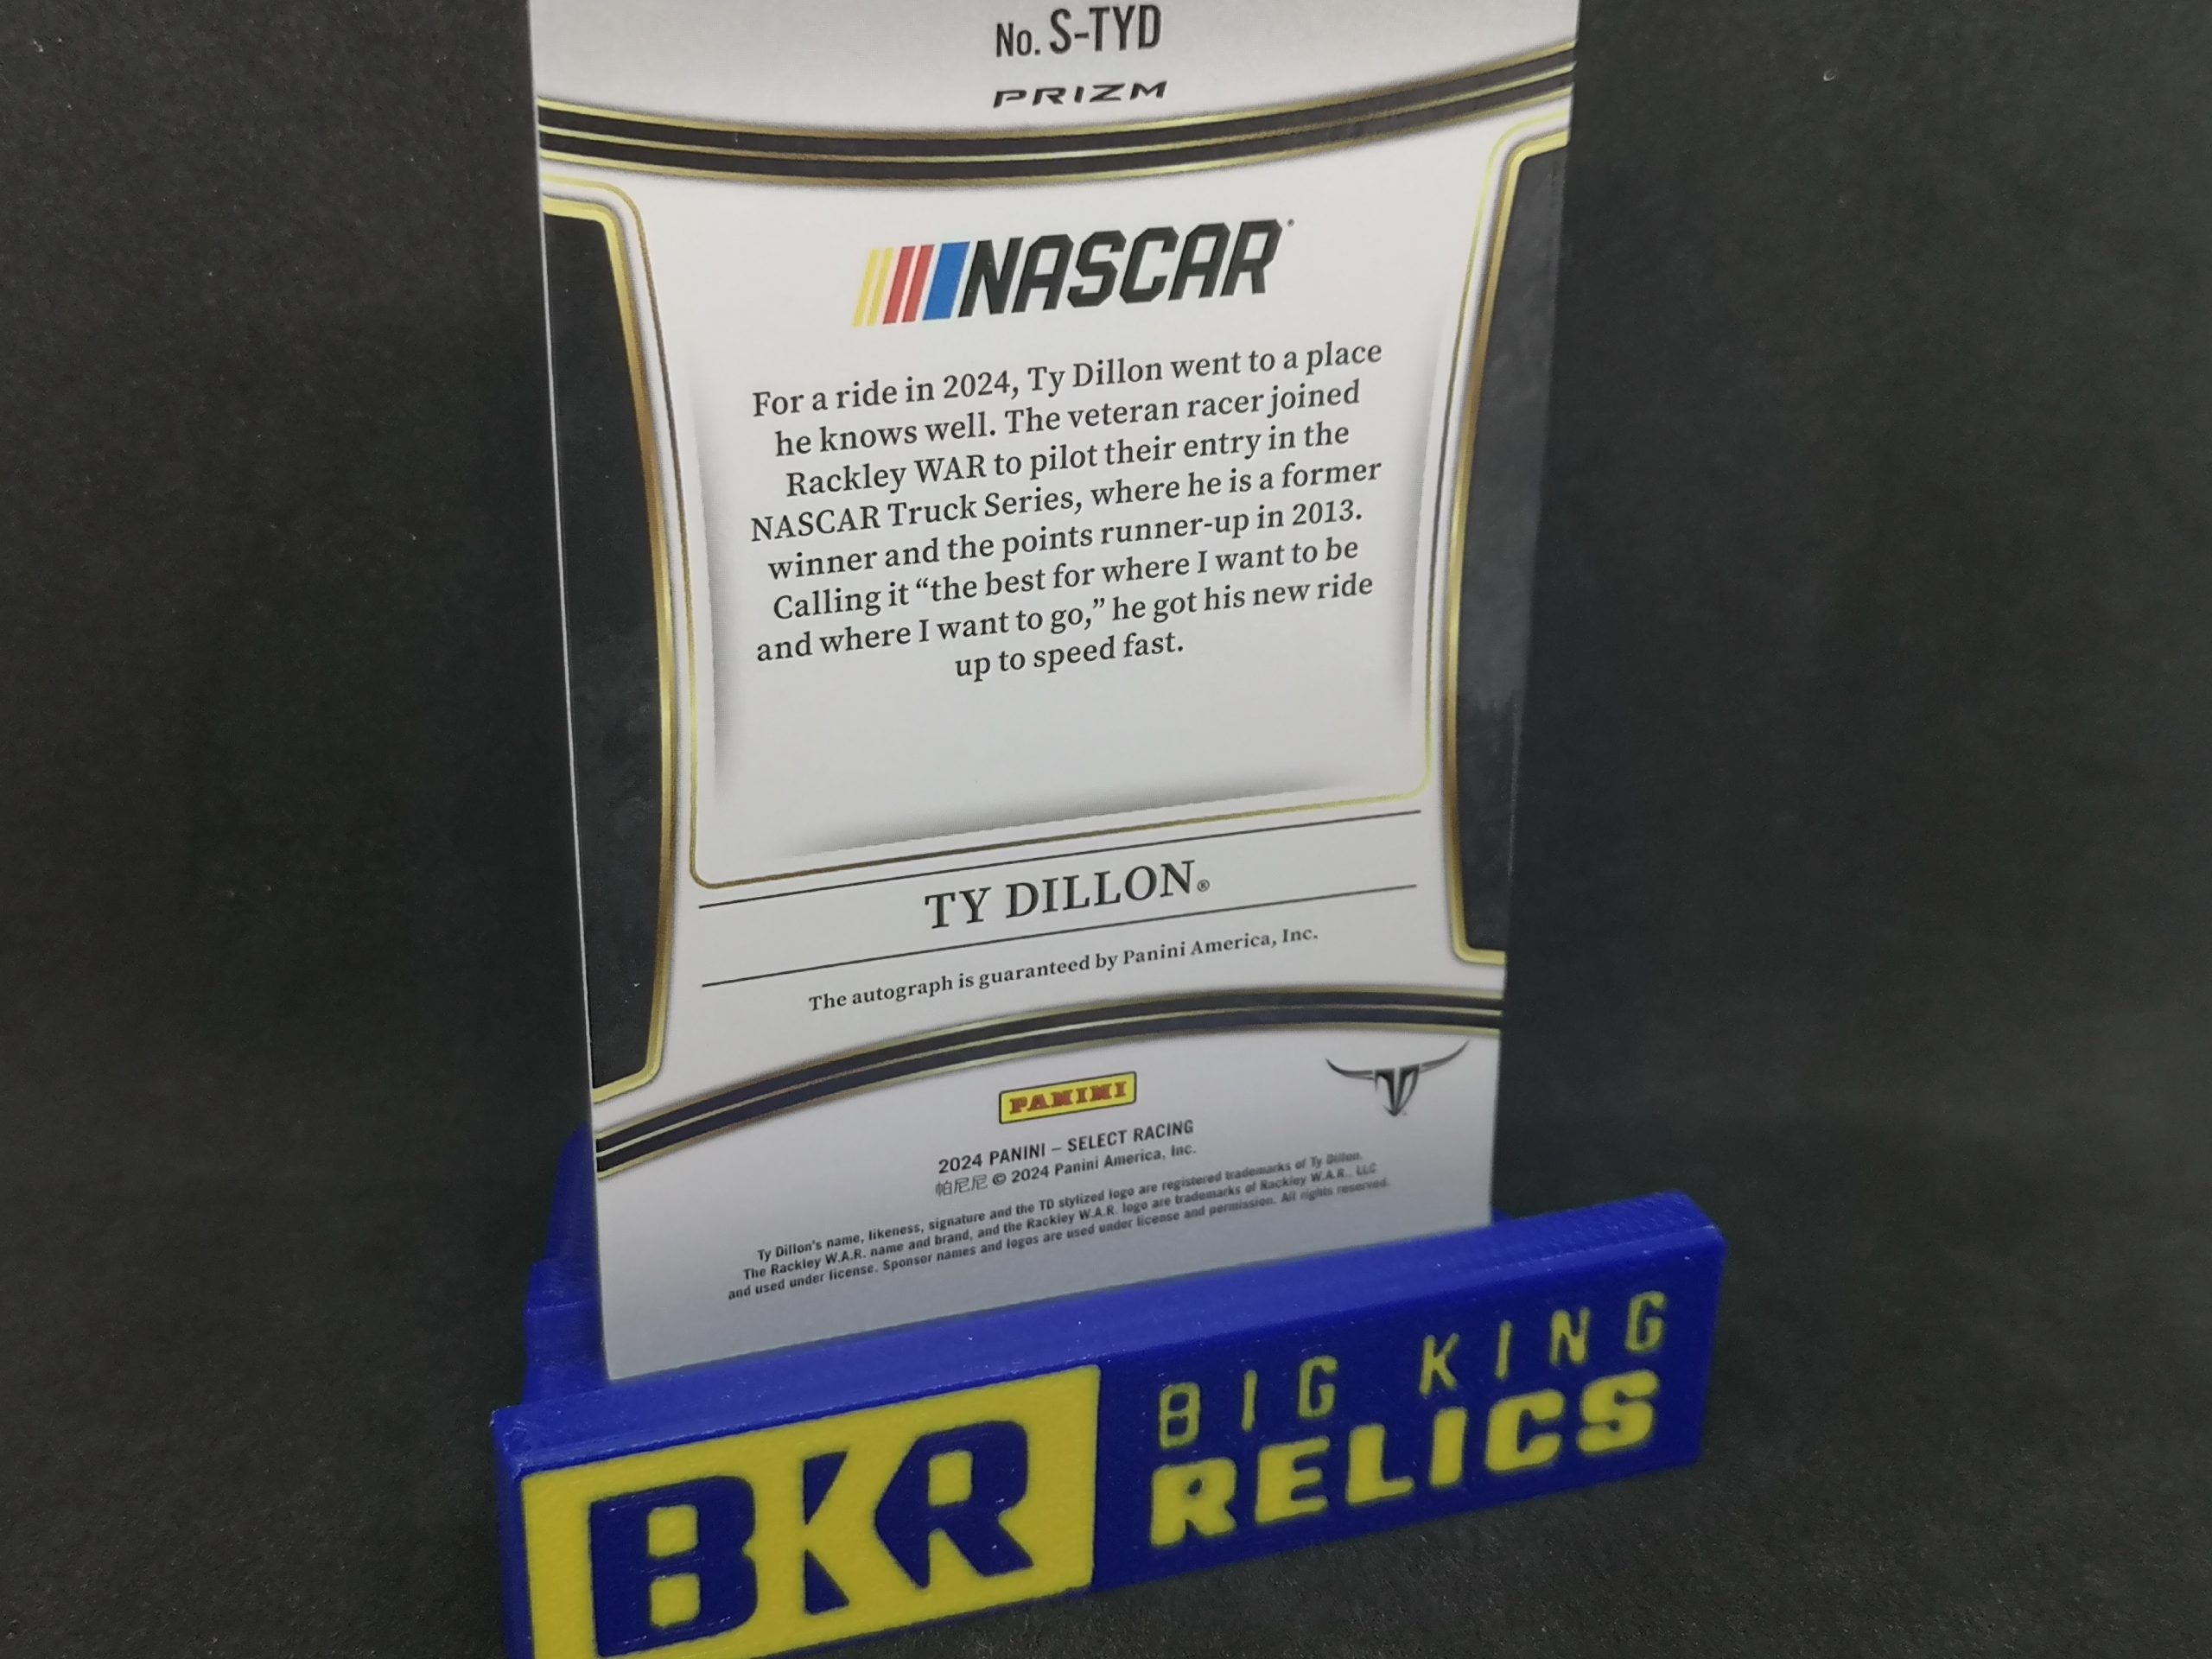 No. S-TYD
PRIZM
NASCAR
For a ride in 2024, Ty Dillon went to a place
he knows well. The veteran racer joined
Rackley WAR to pilot their entry in the
NASCAR Truck Series, where he is a former
winner and the points runner-up in 2013.
Calling it “the best for where I want to be
and where I want to go,” he got his new ride
up to speed fast.
TY DILLON®
The autograph is guaranteed by Panini America, Inc.
PANINI
TD
2024 PANINI – SELECT RACING
帕尼尼 © 2024 Panini America, Inc.
Ty Dillon's name, likeness, signature and the TD stylized logo are registered trademarks of Ty Dillon.
The Rackley W.A.R. name and brand, and the Rackley W.A.R. logo are trademarks of Rackley W.A.R., LLC
and used under license. Sponsor names and logos are used under license and permission. All rights reserved.
BKR
BIG KING
RELICS